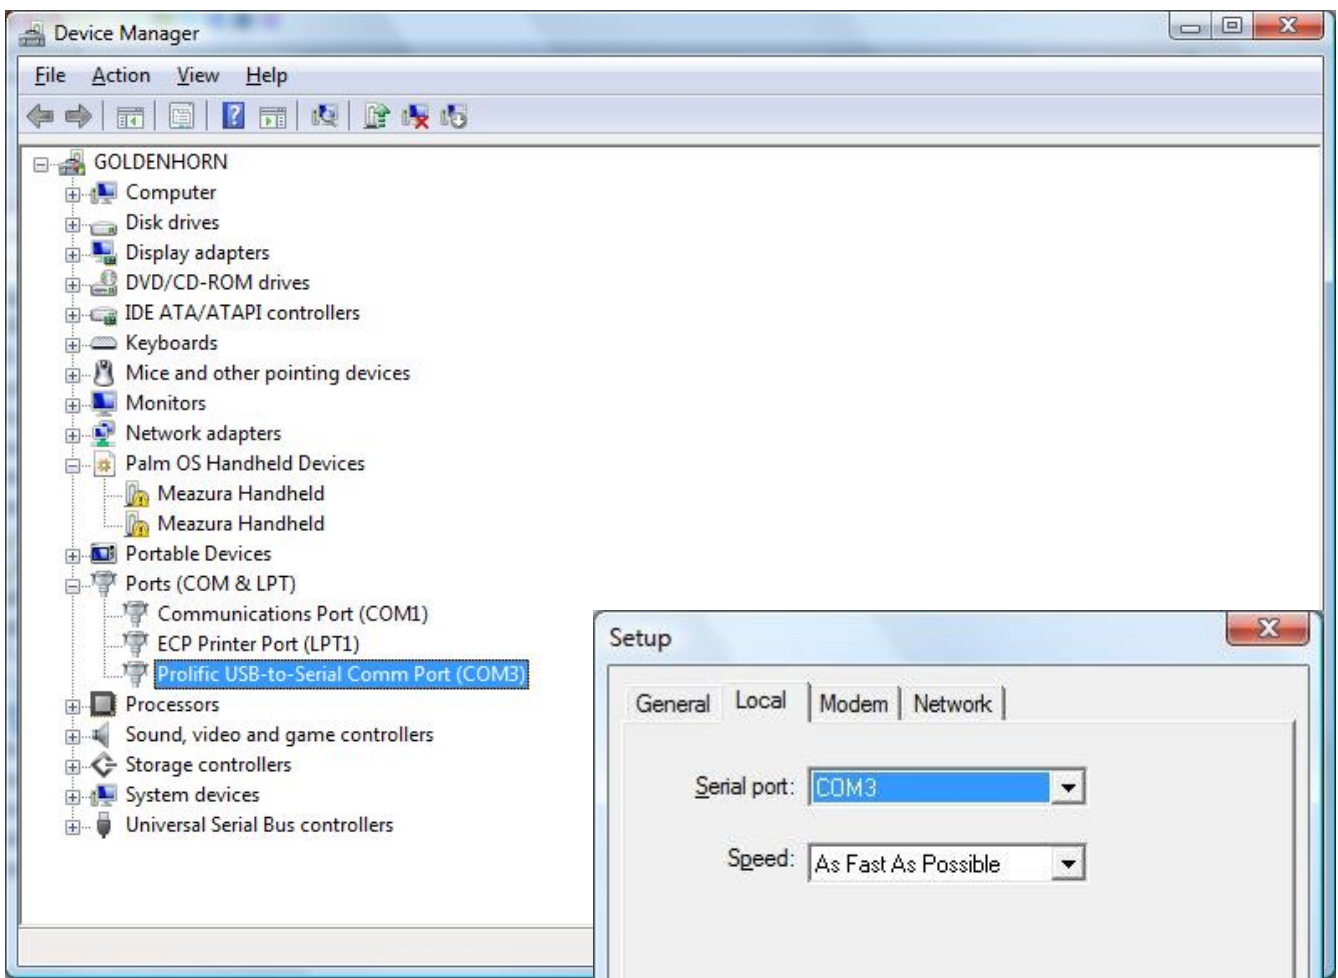 Device Manager
File Action View Help
GOLDENHORN
Computer
Disk drives
Display adapters
DVD/CD-ROM drives
IDE ATA/ATAPI controllers
Keyboards
Mice and other pointing devices
Monitors
Network adapters
Palm OS Handheld Devices
Meazura Handheld
Meazura Handheld
Portable Devices
Ports (COM & LPT)
Communications Port (COM1)
ECP Printer Port (LPT1)
Prolific USB-to-Serial Comm Port (COM3)
Processors
Sound, video and game controllers
Storage controllers
System devices
Universal Serial Bus controllers
Setup
General Local Modem Network
Serial port: COM3
Speed: As Fast As Possible